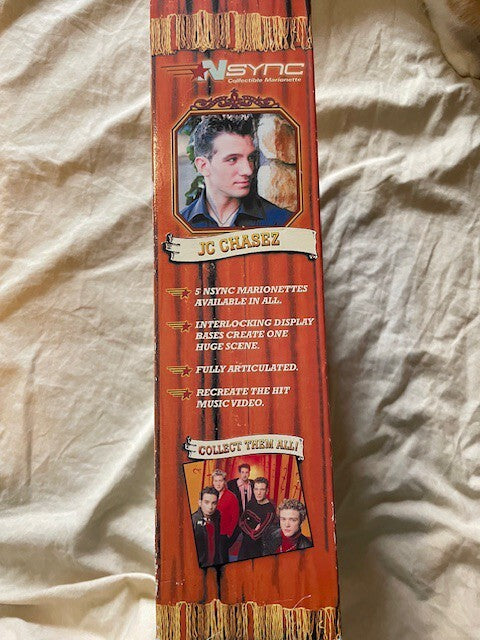 NSYNC
Collectible Marionette
JC CHASEZ
5 NSYNC MARIONETTES
AVAILABLE IN ALL.
INTERLOCKING DISPLAY
BASES CREATE ONE
HUGE SCENE.
FULLY ARTICULATED.
RECREATE THE HIT
MUSIC VIDEO.
COLLECT THEM ALL!